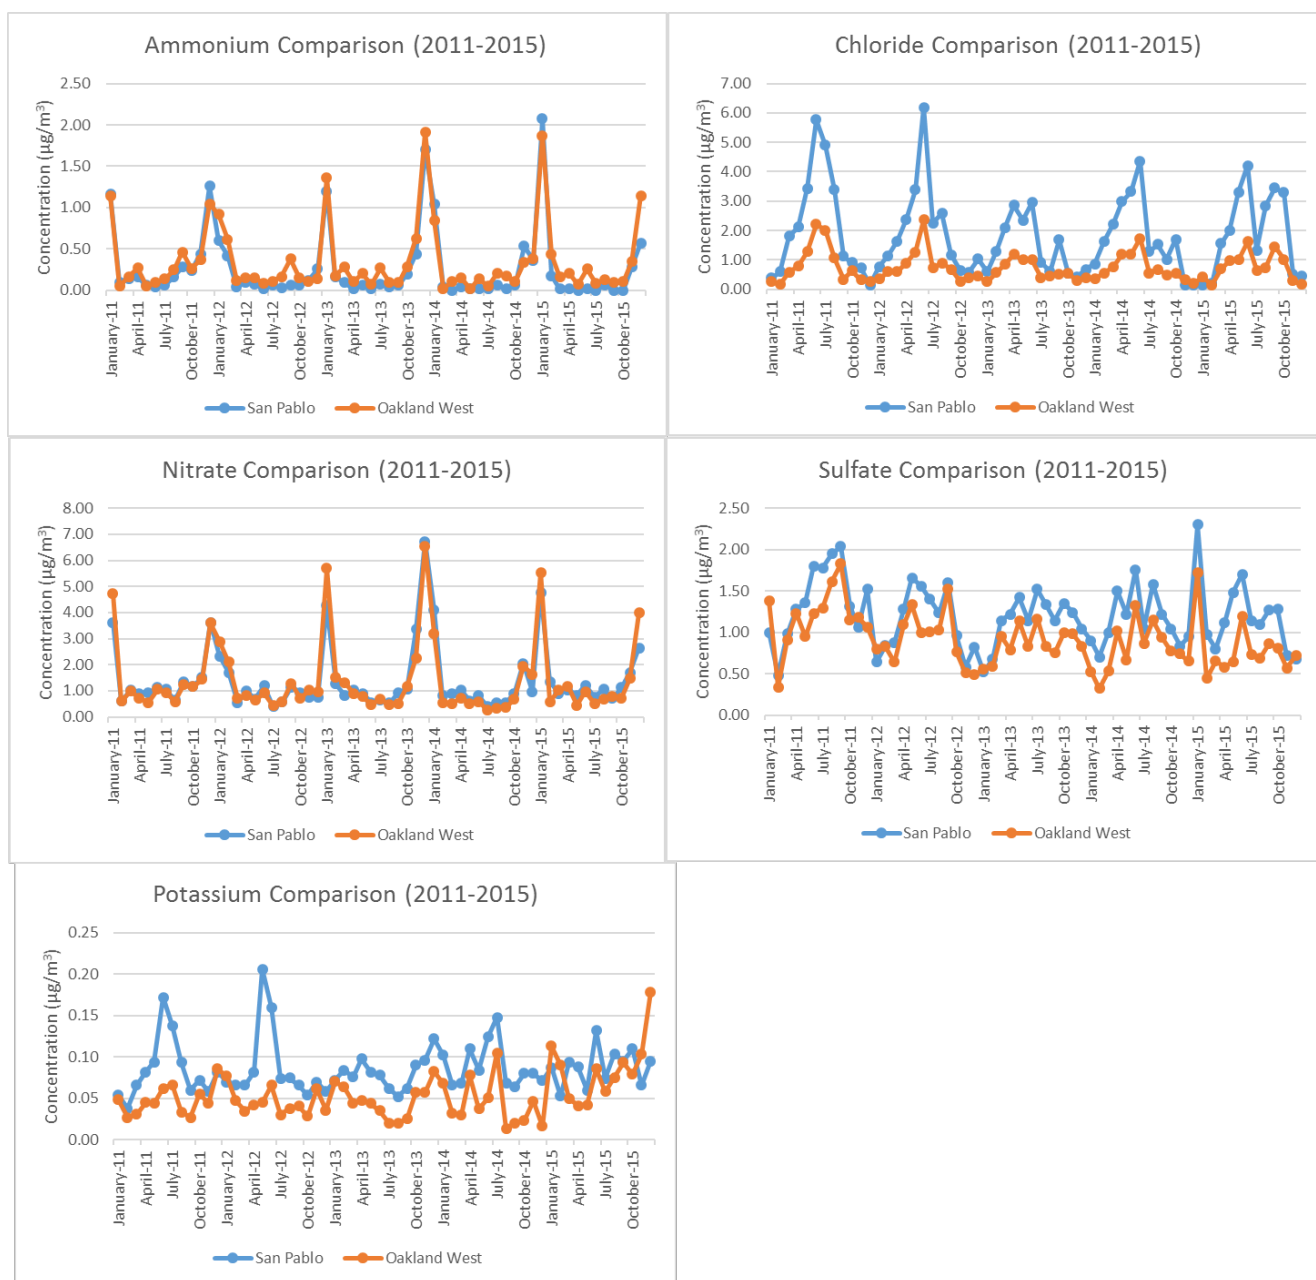 Ammonium Comparison (2011-2015)
Concentration (µg/m³)
2.50
2.00
1.50
1.00
0.50
0.00
January-11
April-11
July-11
October-11
January-12
April-12
July-12
October-12
January-13
April-13
July-13
October-13
January-14
April-14
July-14
October-14
January-15
April-15
July-15
October-15
San Pablo Oakland West
Chloride Comparison (2011-2015)
Concentration (µg/m³)
7.00
6.00
5.00
4.00
3.00
2.00
1.00
0.00
January-11
April-11
July-11
October-11
January-12
April-12
July-12
October-12
January-13
April-13
July-13
October-13
January-14
April-14
July-14
October-14
January-15
April-15
July-15
October-15
San Pablo Oakland West
Nitrate Comparison (2011-2015)
Concentration (µg/m³)
8.00
7.00
6.00
5.00
4.00
3.00
2.00
1.00
0.00
January-11
April-11
July-11
October-11
January-12
April-12
July-12
October-12
January-13
April-13
July-13
October-13
January-14
April-14
July-14
October-14
January-15
April-15
July-15
October-15
San Pablo Oakland West
Sulfate Comparison (2011-2015)
Concentration (µg/m³)
2.50
2.00
1.50
1.00
0.50
0.00
January-11
April-11
July-11
October-11
January-12
April-12
July-12
October-12
January-13
April-13
July-13
October-13
January-14
April-14
July-14
October-14
January-15
April-15
July-15
October-15
San Pablo Oakland West
Potassium Comparison (2011-2015)
Concentration (µg/m³)
0.25
0.20
0.15
0.10
0.05
0.00
January-11
April-11
July-11
October-11
January-12
April-12
July-12
October-12
January-13
April-13
July-13
October-13
January-14
April-14
July-14
October-14
January-15
April-15
July-15
October-15
San Pablo Oakland West